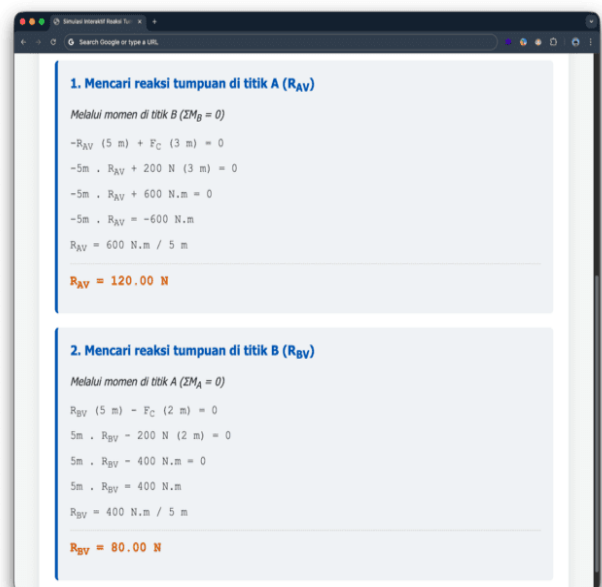 Simulasi Interaktif Reaksi Tu
Search Google or type a URL
1. Mencari reaksi tumpuan di titik A (RAV)
Melalui momen di titik B (ΣMB = 0)
-RAV (5 m) + FC (3 m) = 0
-5m . RAV + 200 N (3 m) = 0
-5m . RAV + 600 N.m = 0
-5m . RAV = -600 N.m
RAV = 600 N.m / 5 m
RAV = 120.00 N
2. Mencari reaksi tumpuan di titik B (RBV)
Melalui momen di titik A (ΣMA = 0)
RBV (5 m) - FC (2 m) = 0
5m . RBV - 200 N (2 m) = 0
5m . RBV - 400 N.m = 0
5m . RBV = 400 N.m
RBV = 400 N.m / 5 m
RBV = 80.00 N